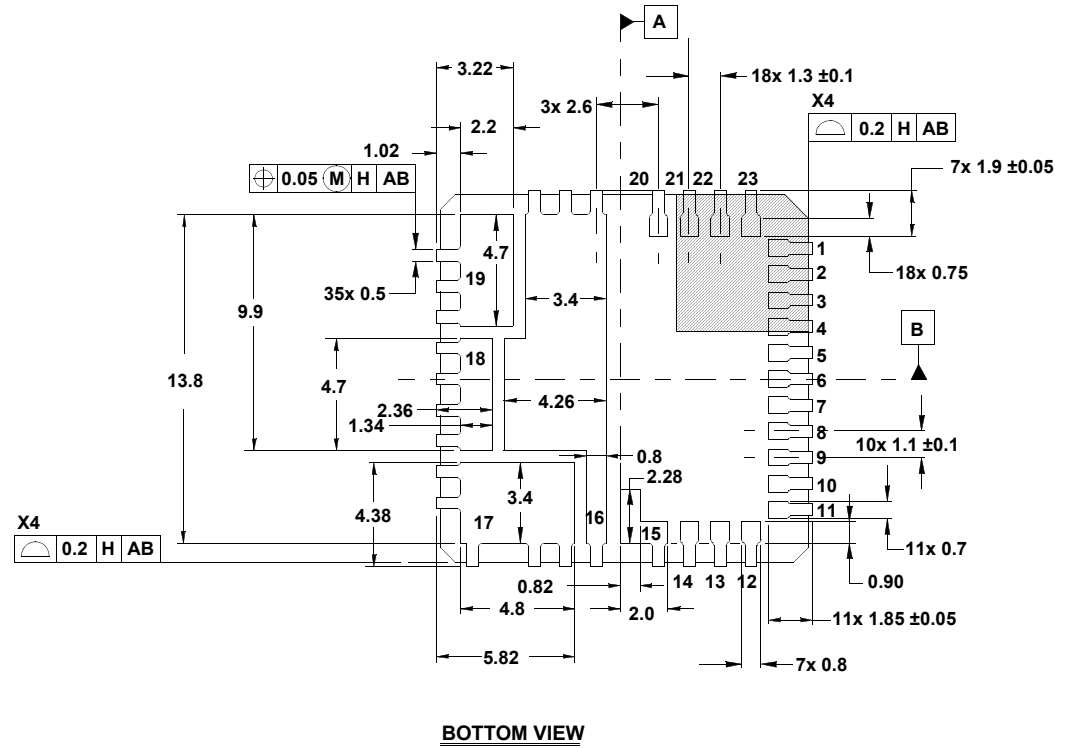 A
3.22
18x 1.3 ±0.1
X4
3x 2.6
2.2
0.2 H AB
1.02
7x 1.9 ±0.05
0.05 M H AB
20 21 22 23
1
4.7
2
18x 0.75
19
35x 0.5
3.4
3
9.9
4
B
5
18
13.8
4.7
6
2.36
4.26
7
1.34
8
10x 1.1 ±0.1
0.8
9
2.28
10
3.4
4.38
11
X4
17
16
15
0.2 H AB
11x 0.7
0.82
14 13 12
0.90
4.8
2.0
11x 1.85 ±0.05
5.82
7x 0.8
BOTTOM VIEW